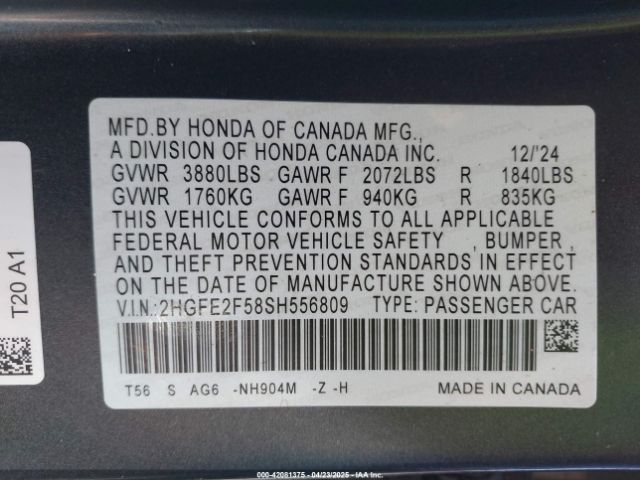 MFD.BY HONDA OF CANADA MFG.,
A DIVISION OF HONDA CANADA INC. 12/'24
GVWR 3880LBS GAWR F 2072LBS R 1840LBS
GVWR 1760KG GAWR F 940KG R 835KG
THIS VEHICLE CONFORMS TO ALL APPLICABLE
FEDERAL MOTOR VEHICLE SAFETY , BUMPER ,
AND THEFT PREVENTION STANDARDS IN EFFECT
ON THE DATE OF MANUFACTURE SHOWN ABOVE.
V.I.N.:2HGFE2F58SH556809 TYPE: PASSENGER CAR
T56 S AG6 -NH904M -Z -H
MADE IN CANADA
T20 A1
000-42081375 - 04/23/2025 - IAA Inc.